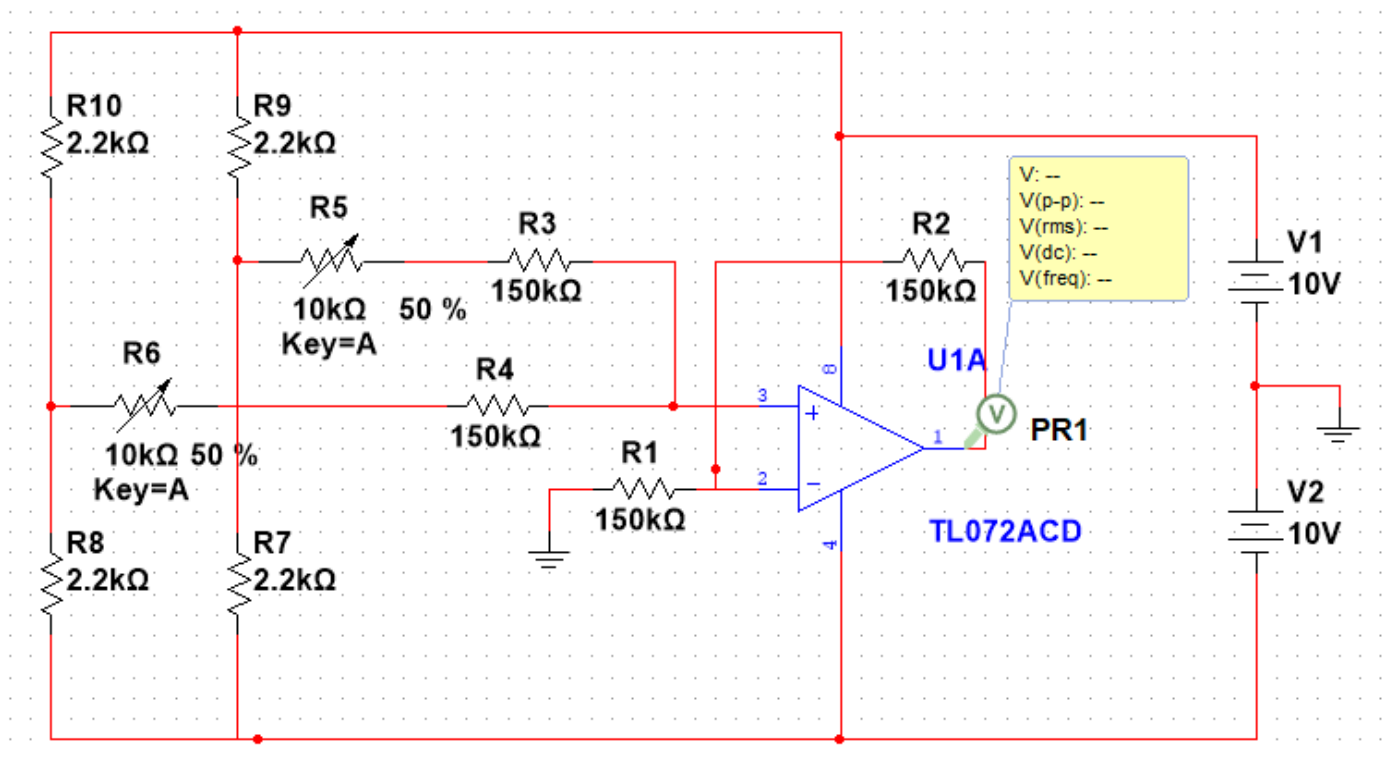 R10
2.2kΩ
R9
2.2kΩ
R5
10kΩ 50 %
Key=A
R3
150kΩ
R2
150kΩ
V: --
V(p-p): --
V(rms): --
V(dc): --
V(freq): --
V1
10V
R6
10kΩ 50 %
Key=A
R4
150kΩ
U1A
8
3
+
1
V
PR1
R1
150kΩ
2
−
4
TL072ACD
V2
10V
R8
2.2kΩ
R7
2.2kΩ